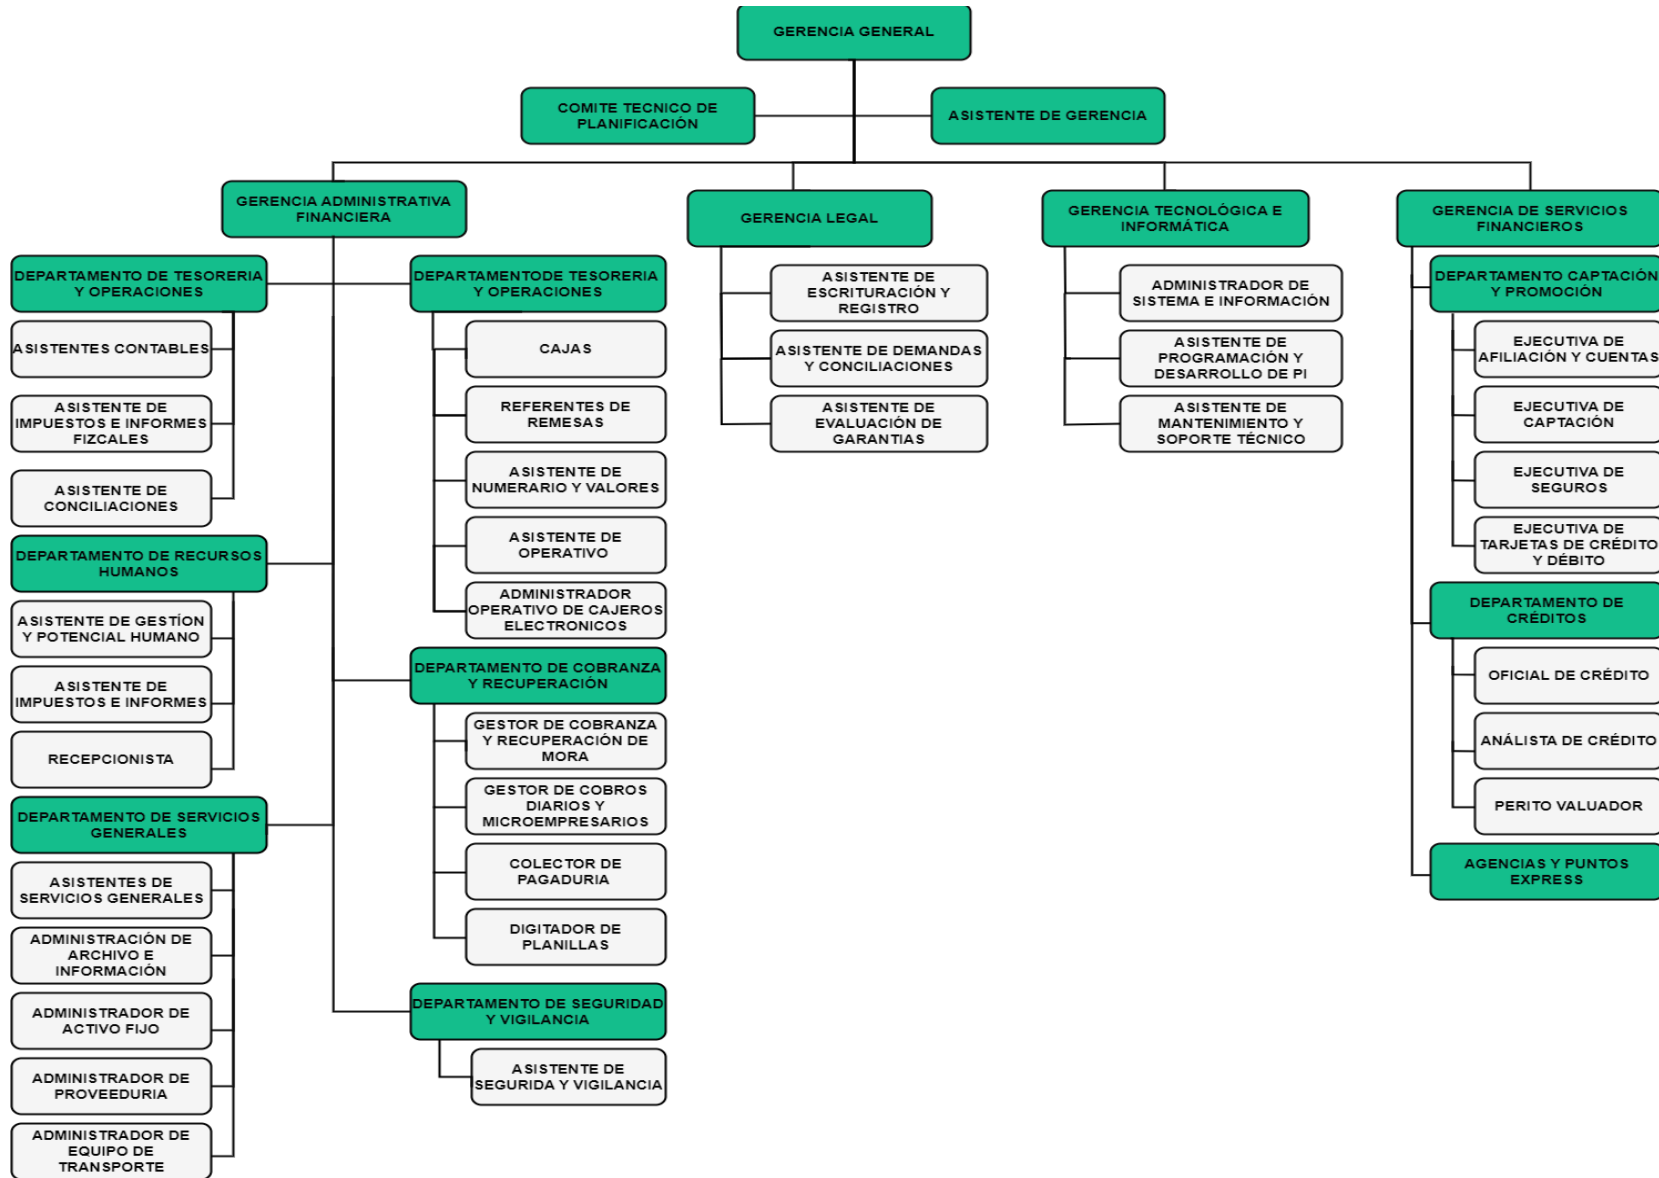 GERENCIA GENERAL
COMITE TECNICO DE
PLANIFICACIÓN
ASISTENTE DE GERENCIA
GERENCIA ADMINISTRATIVA
FINANCIERA
GERENCIA LEGAL
GERENCIA TECNOLÓGICA E
INFORMÁTICA
GERENCIA DE SERVICIOS
FINANCIEROS
DEPARTAMENTO DE TESORERIA
Y OPERACIONES
ASISTENTES CONTABLES
ASISTENTE DE
IMPUESTOS E INFORMES
FIZCALES
ASISTENTE DE
CONCILIACIONES
DEPARTAMENTO DE RECURSOS
HUMANOS
ASISTENTE DE GESTÍON
Y POTENCIAL HUMANO
ASISTENTE DE
IMPUESTOS E INFORMES
RECEPCIONISTA
DEPARTAMENTO DE SERVICIOS
GENERALES
ASISTENTES DE
SERVICIOS GENERALES
ADMINISTRACIÓN DE
ARCHIVO E
INFORMACIÓN
ADMINISTRADOR DE
ACTIVO FIJO
ADMINISTRADOR DE
PROVEEDURIA
ADMINISTRADOR DE
EQUIPO DE
TRANSPORTE
DEPARTAMENTODE TESORERIA
Y OPERACIONES
CAJAS
REFERENTES DE
REMESAS
ASISTENTE DE
NUMERARIO Y VALORES
ASISTENTE DE
OPERATIVO
ADMINISTRADOR
OPERATIVO DE CAJEROS
ELECTRONICOS
DEPARTAMENTO DE COBRANZA
Y RECUPERACIÓN
GESTOR DE COBRANZA
Y RECUPERACIÓN DE
MORA
GESTOR DE COBROS
DIARIOS Y
MICROEMPRESARIOS
COLECTOR DE
PAGADURIA
DIGITADOR DE
PLANILLAS
DEPARTAMENTO DE SEGURIDAD
Y VIGILANCIA
ASISTENTE DE
SEGURIDA Y VIGILANCIA
ASISTENTE DE
ESCRITURACIÓN Y
REGISTRO
ASISTENTE DE DEMANDAS
Y CONCILIACIONES
ASISTENTE DE
EVALUACIÓN DE
GARANTIAS
ADMINISTRADOR DE
SISTEMA E INFORMACIÓN
ASISTENTE DE
PROGRAMACIÓN Y
DESARROLLO DE PI
ASISTENTE DE
MANTENIMIENTO Y
SOPORTE TÉCNICO
DEPARTAMENTO CAPTACIÓN
Y PROMOCIÓN
EJECUTIVA DE
AFILIACIÓN Y CUENTAS
EJECUTIVA DE
CAPTACIÓN
EJECUTIVA DE
SEGUROS
EJECUTIVA DE
TARJETAS DE CRÉDITO
Y DÉBITO
DEPARTAMENTO DE
CRÉDITOS
OFICIAL DE CRÉDITO
ANÁLISTA DE CRÉDITO
PERITO VALUADOR
AGENCIAS Y PUNTOS
EXPRESS